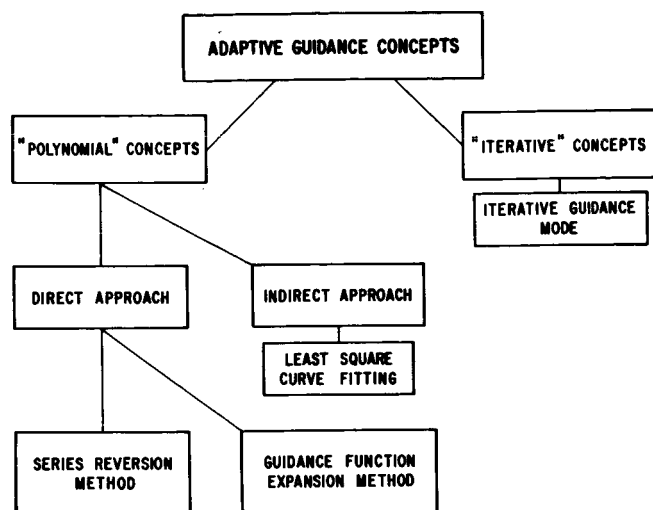 ADAPTIVE GUIDANCE CONCEPTS
"POLYNOMIAL" CONCEPTS
"ITERATIVE" CONCEPTS
ITERATIVE GUIDANCE
MODE
DIRECT APPROACH
INDIRECT APPROACH
LEAST SQUARE
CURVE FITTING
SERIES REVERSION
METHOD
GUIDANCE FUNCTION
EXPANSION METHOD